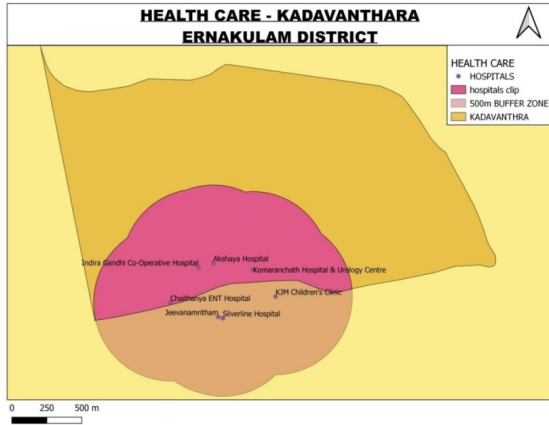 HEALTH CARE - KADAVANTHARA
ERNAKULAM DISTRICT
HEALTH CARE
HOSPITALS
hospitals clip
500m BUFFER ZONE
KADAVANTHRA
Akshaya Hospital
Indira Gandhi Co-Operative Hospital
Komaranchath Hospital & Urology Centre
KJM Children's Clinic
Chaithanya ENT Hospital
Jeevanamritham
Silverline Hospital
0 250 500 m